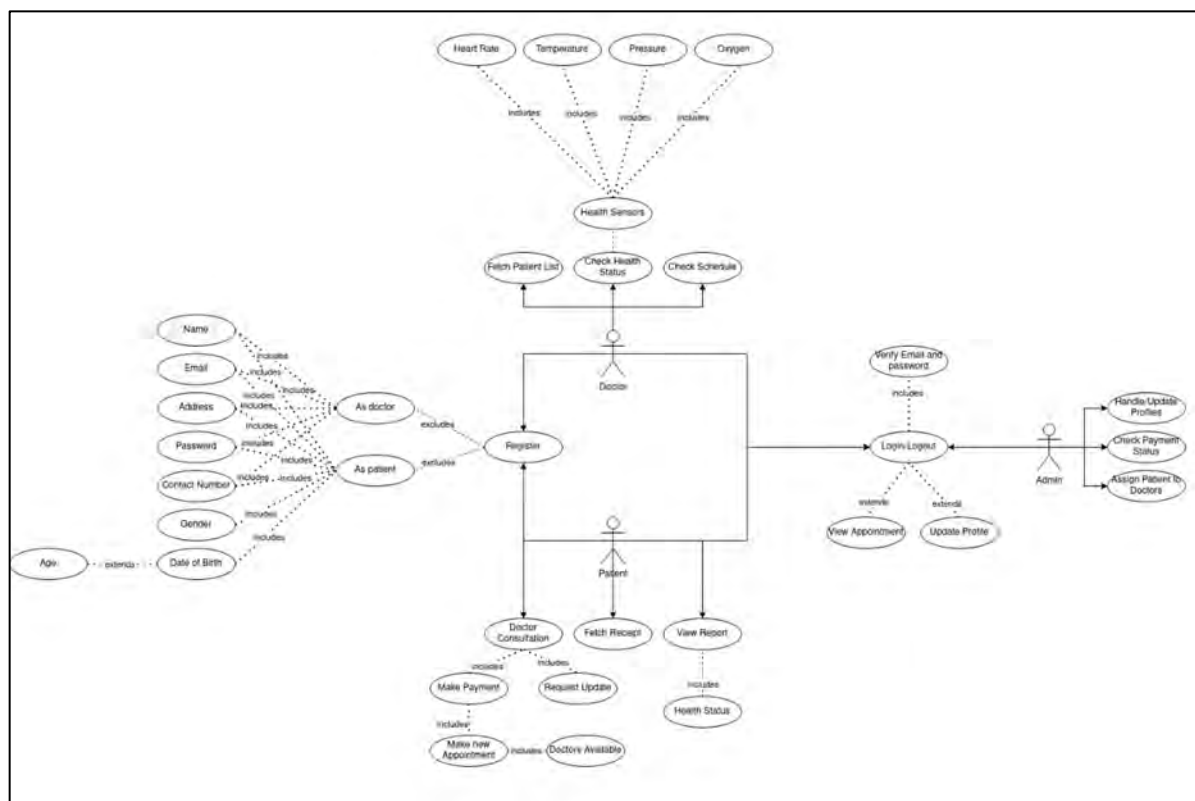 Heart Rate
Temperature
Pressure
Oxygen
includes
includes
includes
includes
Health Sensors
Fetch Patient List
Check Health
Status
Check Schedule
Doctor
Name
Email
Address
Password
Contact Number
Gender
Date of Birth
Age
extends
includes
includes
includes
includes
includes
includes
includes
includes
includes
includes
includes
includes
As doctor
As patient
excludes
excludes
Register
Verify Email and
password
includes
Login/Logout
extends
extends
View Appointment
Update Profile
Admin
Handle/Update
Profiles
Check Payment
Status
Assign Patient to
Doctors
Patient
Doctor
Consultation
Fetch Reciept
View Report
includes
includes
includes
Make Payment
Request Update
Health Status
includes
Make new
Appointment
includes
Doctors Available